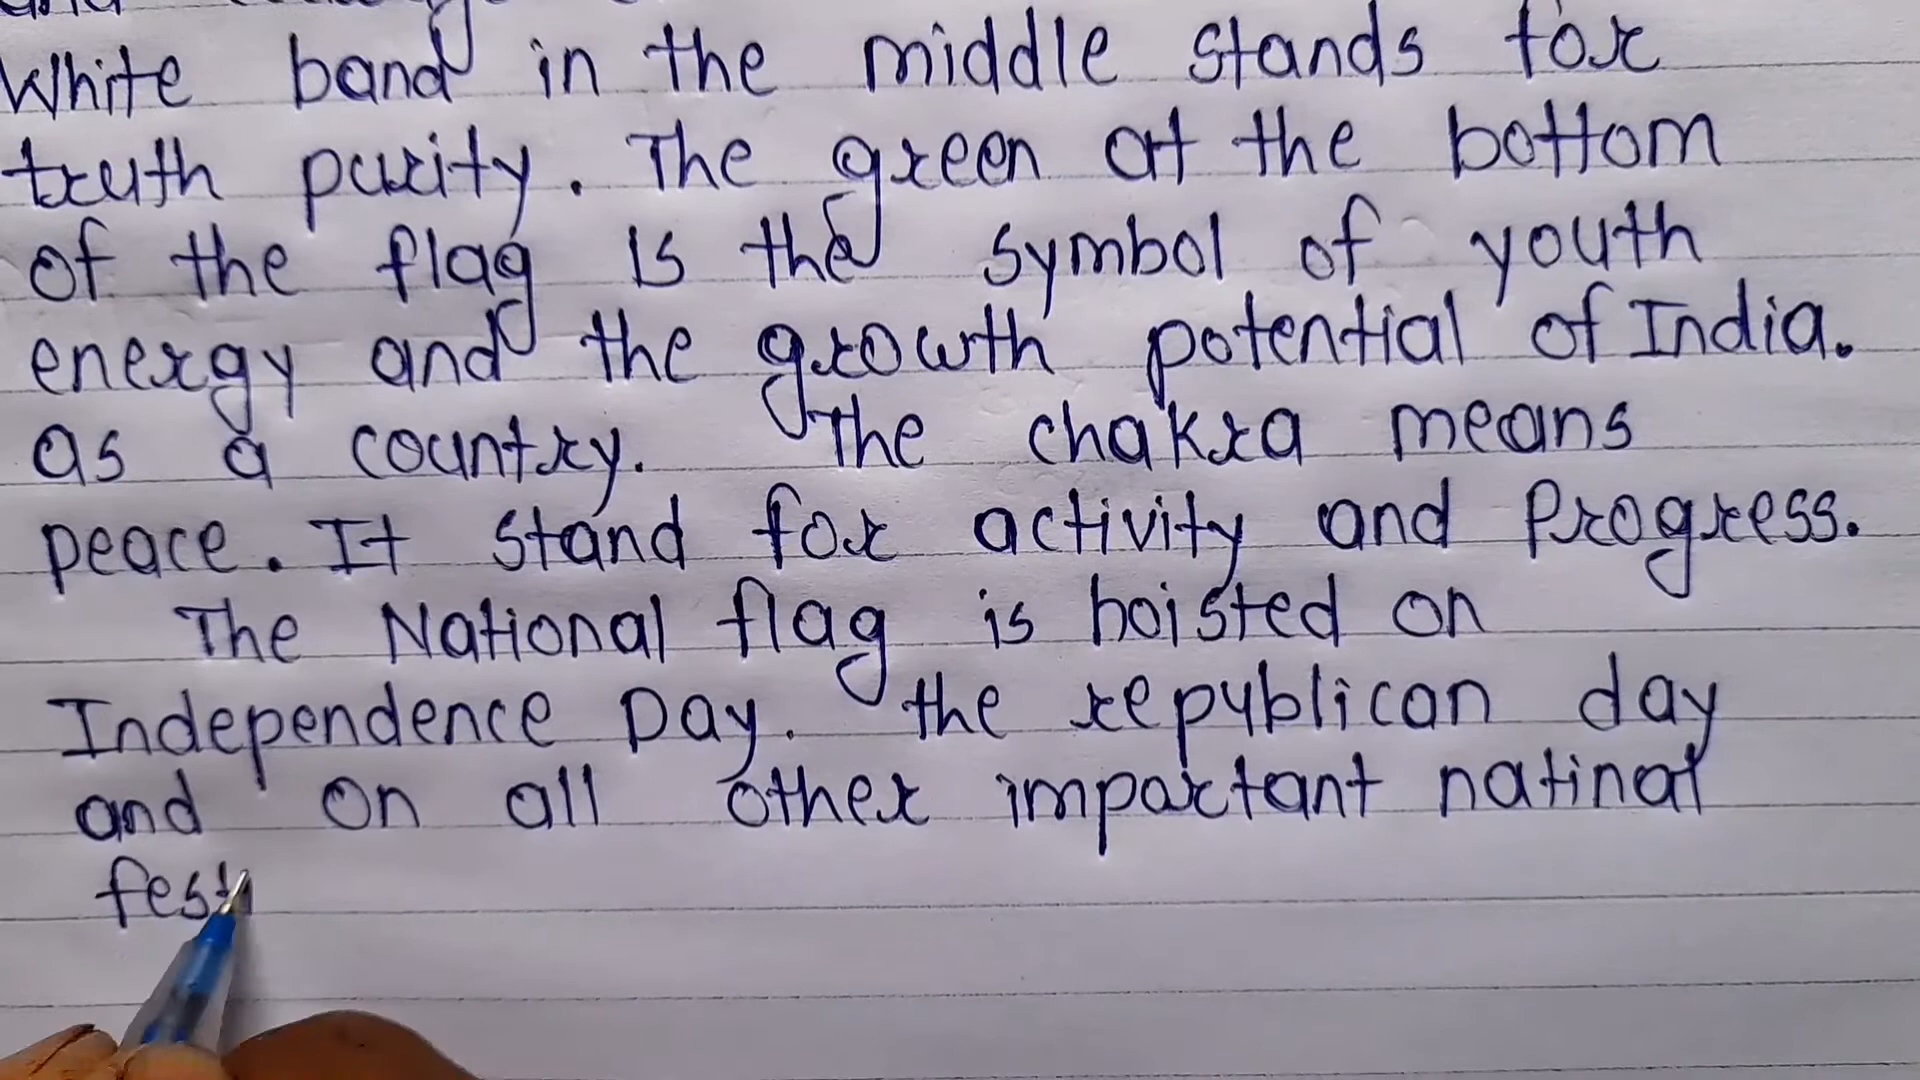 White band in the middle stands for
truth purity. The green at the bottom
of the flag is the symbol of youth
energy and the growth potential of India.
as a country. The chakra means
peace. It stand for activity and Progress.
The National flag is hoisted on
Independence Day. the republican day
and on all other impartant natinal
fest